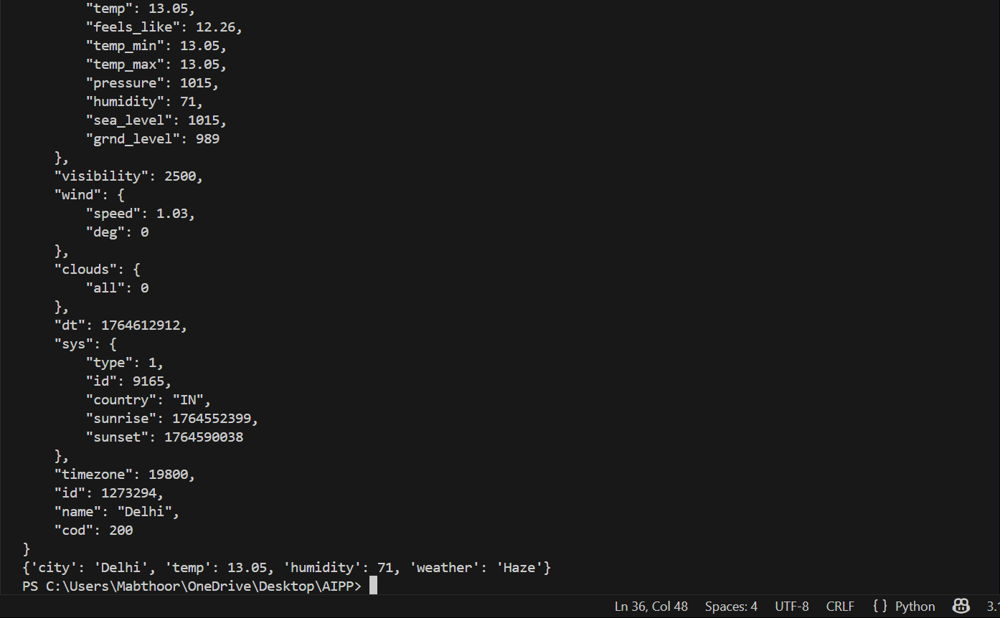 "temp": 13.05,
"feels_like": 12.26,
"temp_min": 13.05,
"temp_max": 13.05,
"pressure": 1015,
"humidity": 71,
"sea_level": 1015,
"grnd_level": 989
},
"visibility": 2500,
"wind": {
"speed": 1.03,
"deg": 0
},
"clouds": {
"all": 0
},
"dt": 1764612912,
"sys": {
"type": 1,
"id": 9165,
"country": "IN",
"sunrise": 1764552399,
"sunset": 1764590038
},
"timezone": 19800,
"id": 1273294,
"name": "Delhi",
"cod": 200
}
{'city': 'Delhi', 'temp': 13.05, 'humidity': 71, 'weather': 'Haze'}
PS C:\Users\Mabthoor\OneDrive\Desktop\AIPP>
Ln 36, Col 48 Spaces: 4 UTF-8 CRLF { } Python